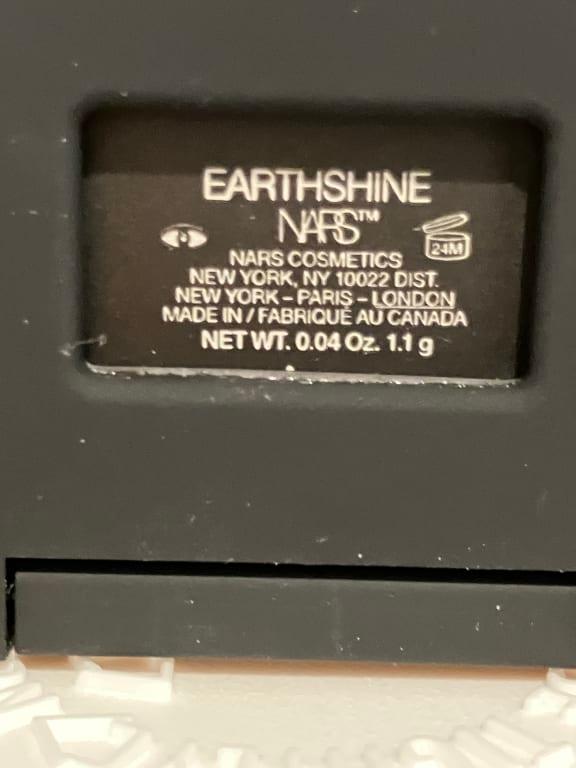 EARTHSHINE
NARS™
24M
NARS COSMETICS
NEW YORK, NY 10022 DIST.
NEW YORK – PARIS – LONDON
MADE IN / FABRIQUÉ AU CANADA
NET WT. 0.04 Oz. 1.1 g